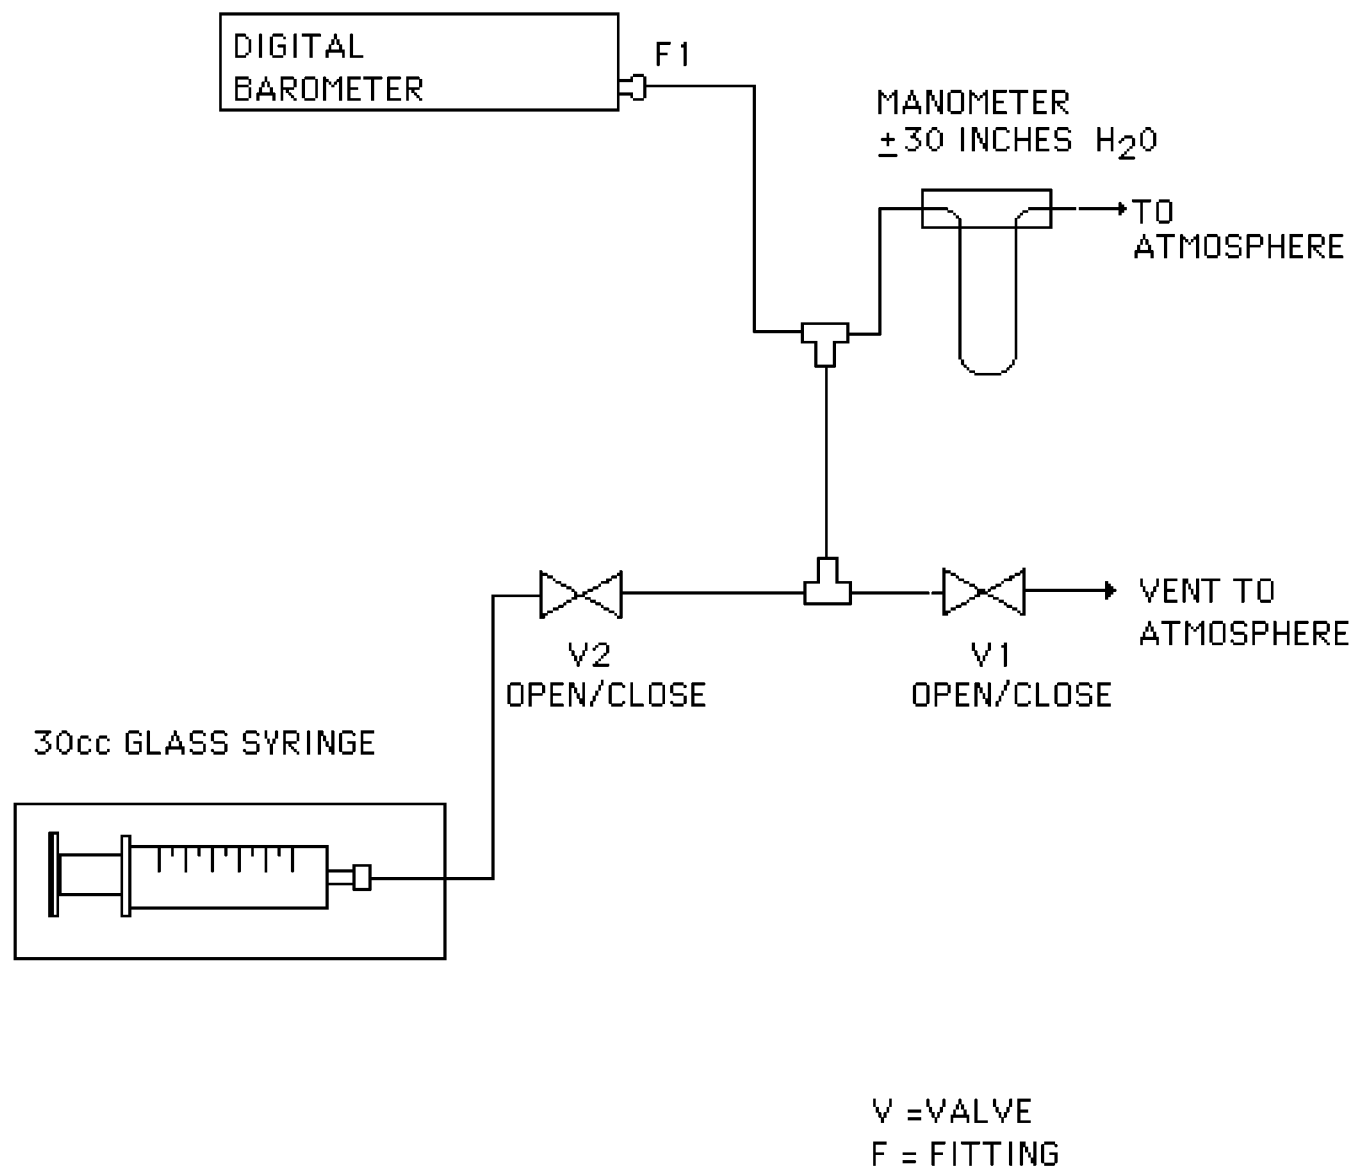 DIGITAL
BAROMETER
F1
MANOMETER
±30 INCHES H₂O
TO
ATMOSPHERE
VENT TO
ATMOSPHERE
V2
OPEN/CLOSE
V1
OPEN/CLOSE
30cc GLASS SYRINGE
V =VALVE
F = FITTING